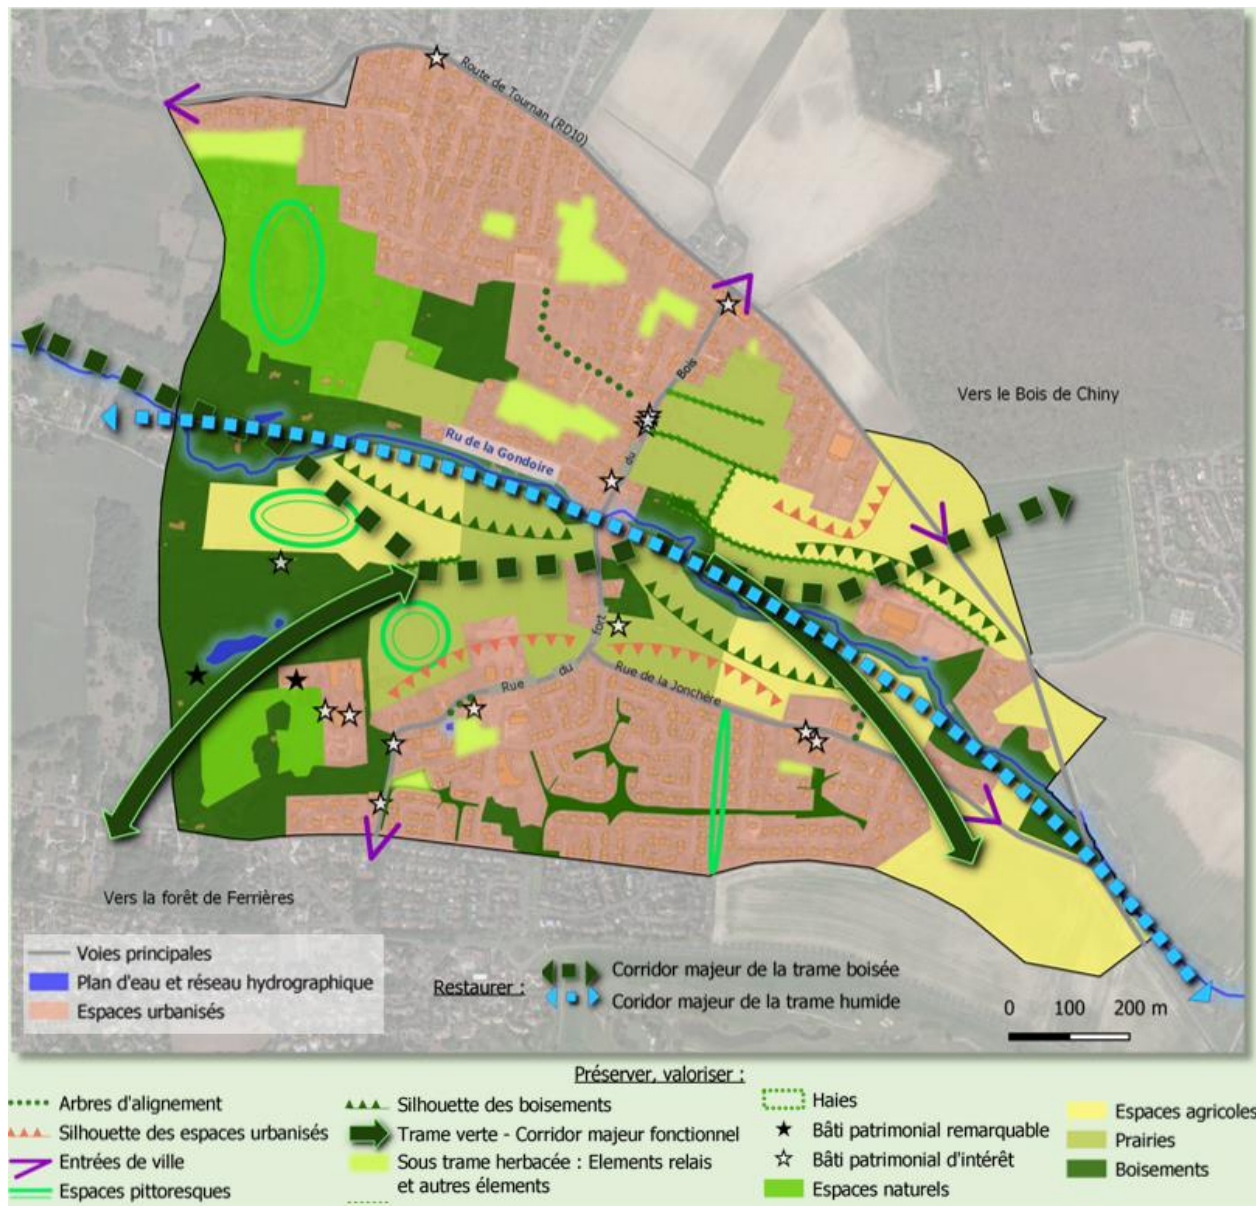 Route de Tournan (RD10)
Bois
Vers le Bois de Chiny
Ru de la Gondoire
du
fort
Rue de la Jonchère
du
Rue
Vers la forêt de Ferrières
Voies principales
Plan d'eau et réseau hydrographique
Espaces urbanisés
Restaurer :
Corridor majeur de la trame boisée
Coridor majeur de la trame humide
0 100 200 m
Préserver, valoriser :
Arbres d'alignement
Silhouette des espaces urbanisés
Entrées de ville
Espaces pittoresques
Silhouette des boisements
Trame verte - Corridor majeur fonctionnel
Sous trame herbacée : Elements relais
et autres élements
Haies
Bâti patrimonial remarquable
Bâti patrimonial d'intérêt
Espaces naturels
Espaces agricoles
Prairies
Boisements